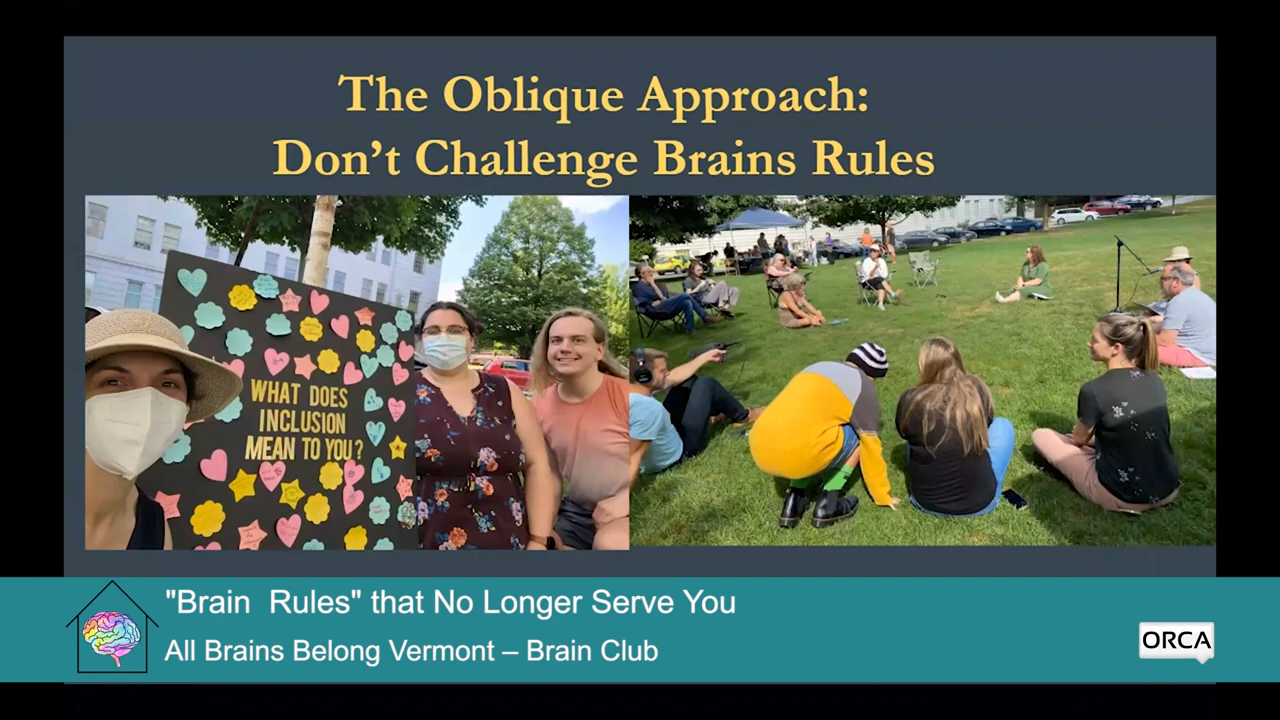 The Oblique Approach:
Don't Challenge Brains Rules
WHAT DOES
INCLUSION
MEAN TO YOU?
"Brain  Rules" that No Longer Serve You
All Brains Belong Vermont – Brain Club
ORCA